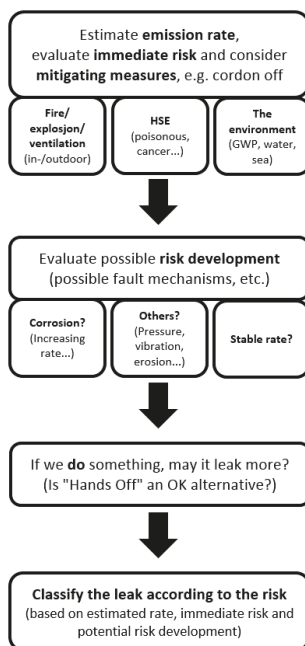 Estimate emission rate,
evaluate immediate risk and consider
mitigating measures, e.g. cordon off
Fire/
explosjon/
ventilation
(in-/outdoor)
HSE
(poisonous,
cancer...)
The
environment
(GWP, water,
sea)
Evaluate possible risk development
(possible fault mechanisms, etc.)
Corrosion?
(Increasing
rate...)
Others?
(Pressure,
vibration,
erosion...)
Stable rate?
If we do something, may it leak more?
(Is "Hands Off" an OK alternative?)
Classify the leak according to the risk
(based on estimated rate, immediate risk and
potential risk development)